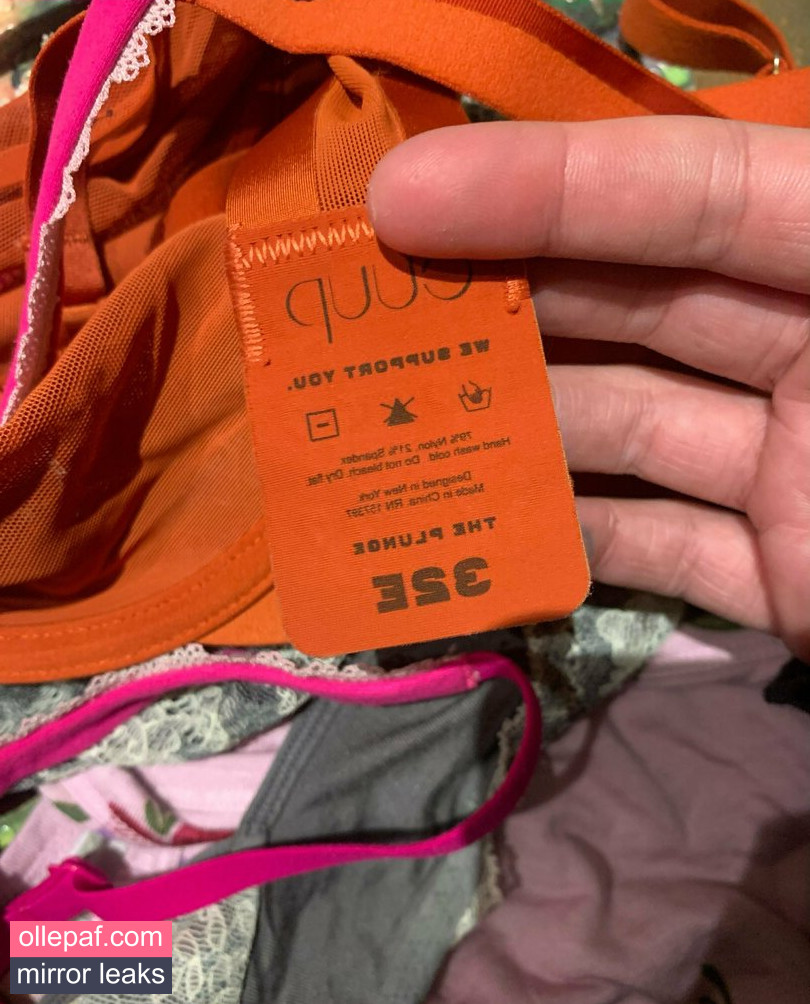 cuup
WE SUPPORT YOU.
79% Nylon, 21% Spandex
Hand wash cold. Do not bleach. Dry flat.
Designed in New York
Made in China. RN 157397
THE PLUNGE
32E
ollepaf.com
mirror leaks